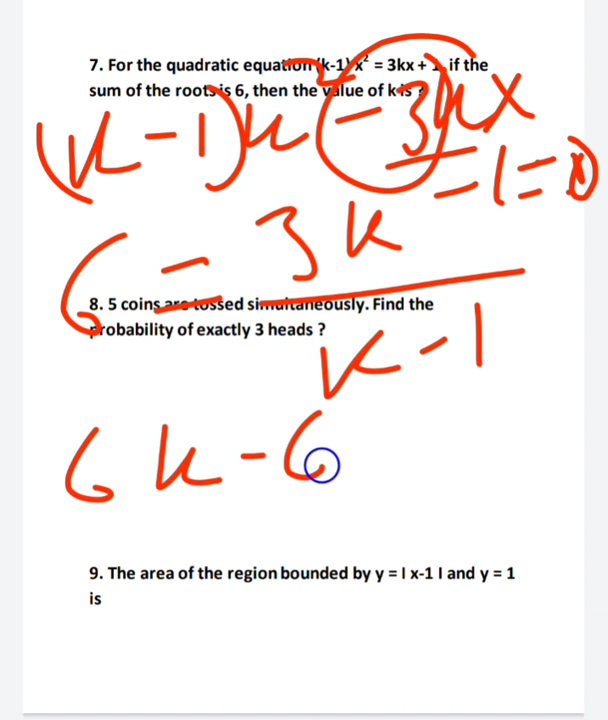 7. For the quadratic equation (k-1)x² = 3kx + 1, if the
sum of the roots is 6, then the value of k is ?
(k-1)x² - 3kx
- 1 = 0
6 = 3k
k - 1
8. 5 coins are tossed simultaneously. Find the
probability of exactly 3 heads ?
6k - 6
9. The area of the region bounded by y = I x-1 I and y = 1
is